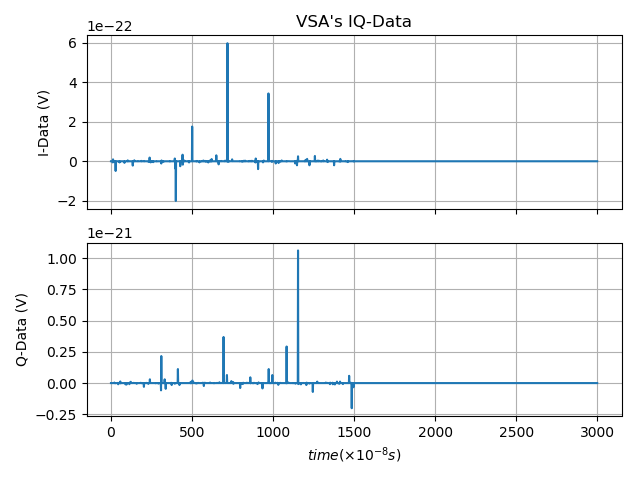 VSA's IQ-Data
1e−22
6
4
2
0
−2
I-Data (V)
1e−21
1.00
0.75
0.50
0.25
0.00
−0.25
Q-Data (V)
0 500 1000 1500 2000 2500 3000
time(×10⁻⁸s)